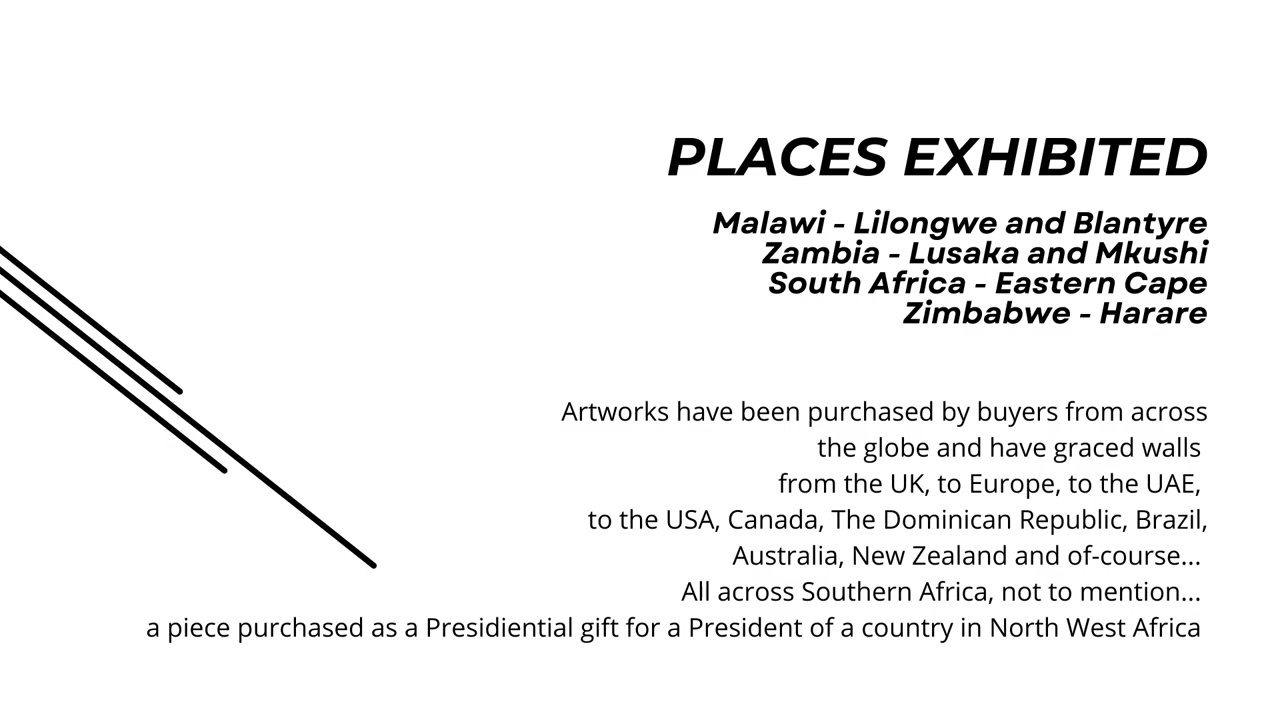 PLACES EXHIBITED
Malawi - Lilongwe and Blantyre
Zambia - Lusaka and Mkushi
South Africa - Eastern Cape
Zimbabwe - Harare
Artworks have been purchased by buyers from across
the globe and have graced walls
from the UK, to Europe, to the UAE,
to the USA, Canada, The Dominican Republic, Brazil,
Australia, New Zealand and of-course...
All across Southern Africa, not to mention...
a piece purchased as a Presidiential gift for a President of a country in North West Africa